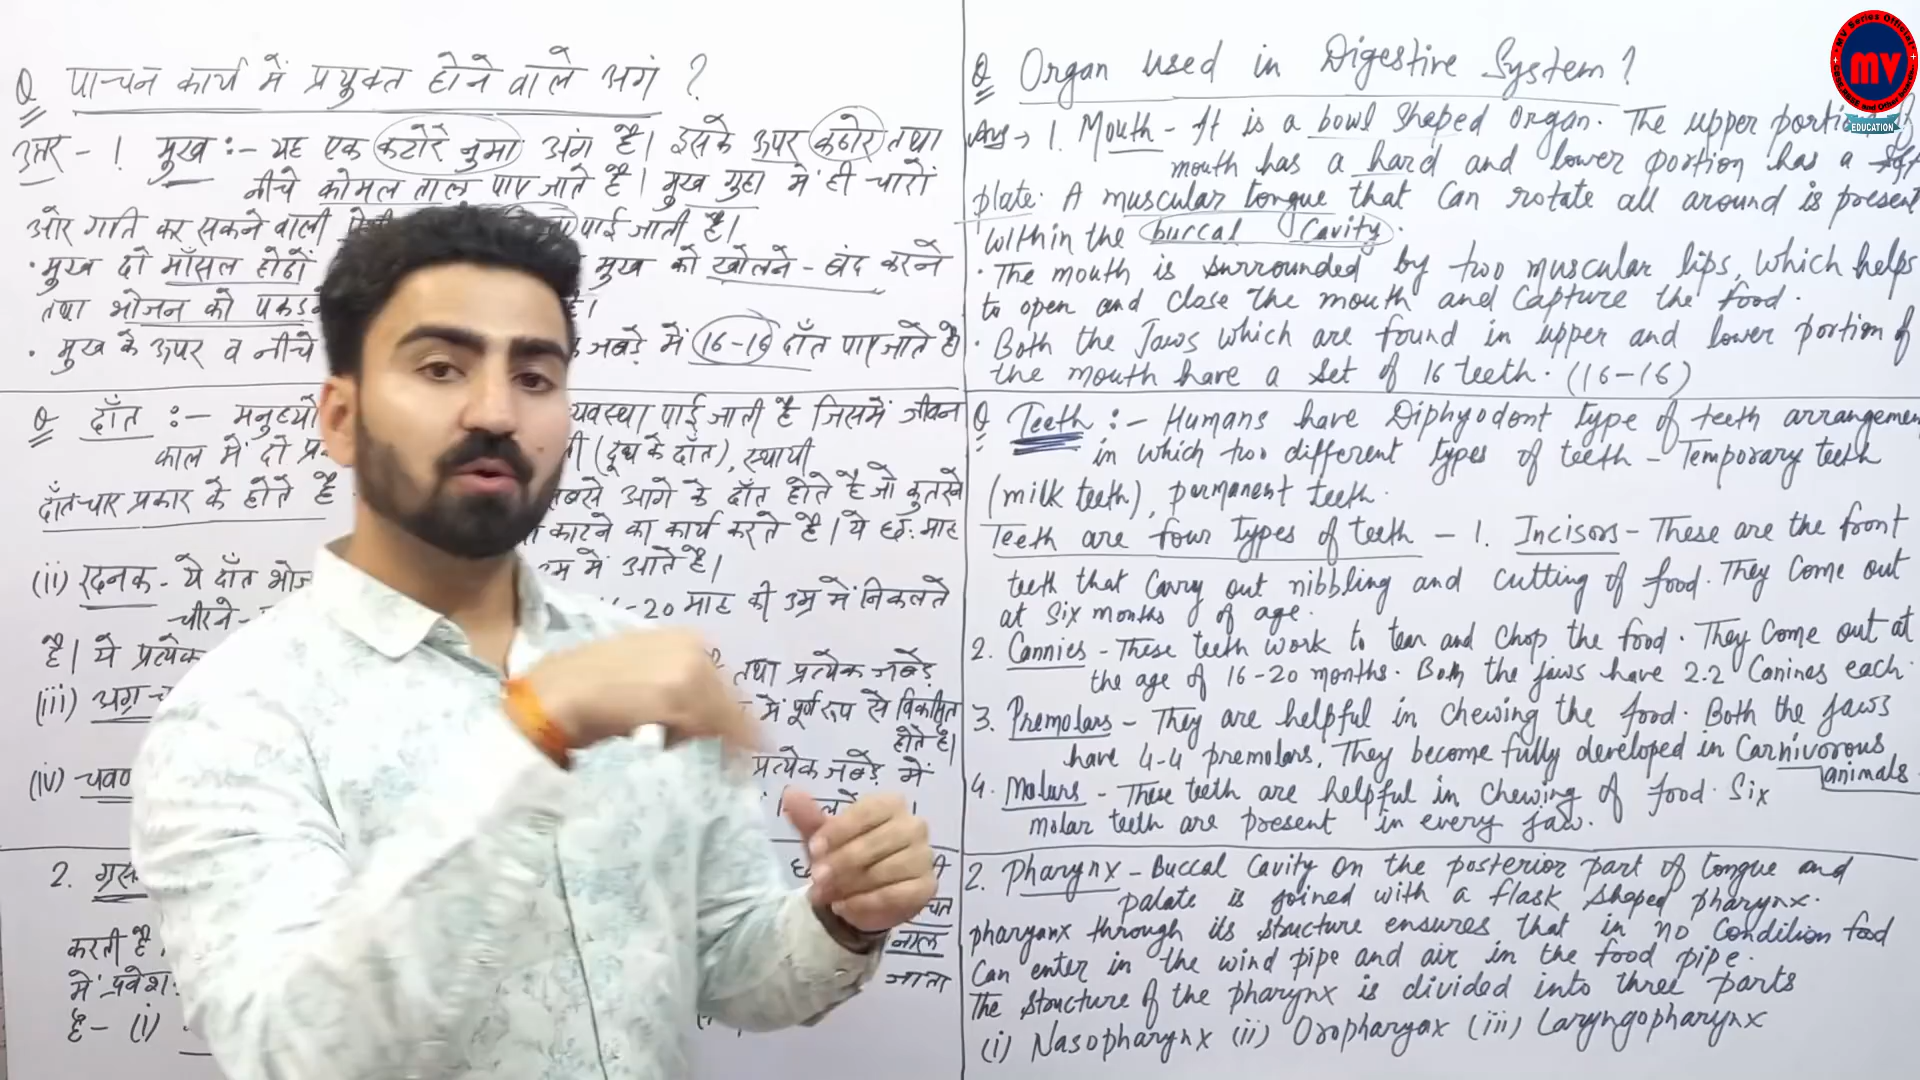 Q पाचन कार्य में प्रयुक्त होने वाले अगं ?
उत्तर - 1 मुख :- यह एक कटोरे नुमा अंग है। इसके ऊपर कठोर तथा
नीचे कोमल तालू पाए जाते है। मुख गुहा में ही चारों
ओर गति कर सकने वाली पाई जाती है।
• मुख दो माँसल होठों मुख को खोलने - बंद करने
तथा भोजन को पकड़ है।
• मुख के ऊपर व नीचे जबड़े में 16-16 दाँत पाए जाते है
Q दाँत :- मनुष्यो व्यवस्था पाई जाती है जिसमें जीवन
काल में दो (दूध के दाँत), स्थायी
दाँत चार प्रकार के होते है सबसे आगे के दाँत होते है जो कुतरने
काटने का कार्य करते है। ये छ: माह
में आते है।
(ii) रदनक - ये दाँत
चीरने - 16-20 माह की उम्र में निकलते
है। ये प्रत्येक
(iii) अग्र तथा प्रत्येक जबड़े
में पूर्ण रूप से विकसित
होते है।
(iv) प्रत्येक जबड़े में
2.
करती है नाल
में प्रवेश जाता
है - (i)
Q Organ used in Digestive System ?
Ans → 1. Mouth - It is a bowl shaped organ. The upper
mouth has a hard and lower portion has a soft
plate. A muscular tongue that can rotate all around is present
within the buccal cavity.
• The mouth is surrounded by two muscular lips, which helps
to open and close the mouth and capture the food.
• Both the Jaws which are found in upper and lower portion of
the mouth have a set of 16 teeth. (16-16)
Q Teeth :- Humans have Diphyodont type of teeth arrangemen
in which two different types of teeth - Temporary teeth
(milk teeth), permanent teeth.
Teeth are four types of teeth - 1. Incisors - These are the front
teeth that carry out nibbling and cutting of food. They come out
at six months of age.
2. Cannies - These teeth work to tear and chop the food. They come out at
the age of 16-20 months. Both the jaws have 2.2 Canines each.
3. Premolars - They are helpful in chewing the food. Both the jaws
have 4-4 premolars. They become fully developed in Carnivorous
animals.
4. Molars - These teeth are helpful in chewing of food. Six
molar teeth are present in every jaw.
2. Pharynx - Buccal Cavity on the posterior part of tongue and
palate is joined with a flask shaped pharynx.
pharyanx through its structure ensures that in no condition food
can enter in the wind pipe and air in the food pipe.
The structure of the pharynx is divided into three parts
(i) Nasopharynx (ii) Oropharyax (iii) Laryngopharynx
MV Series Official
MV
EDUCATION